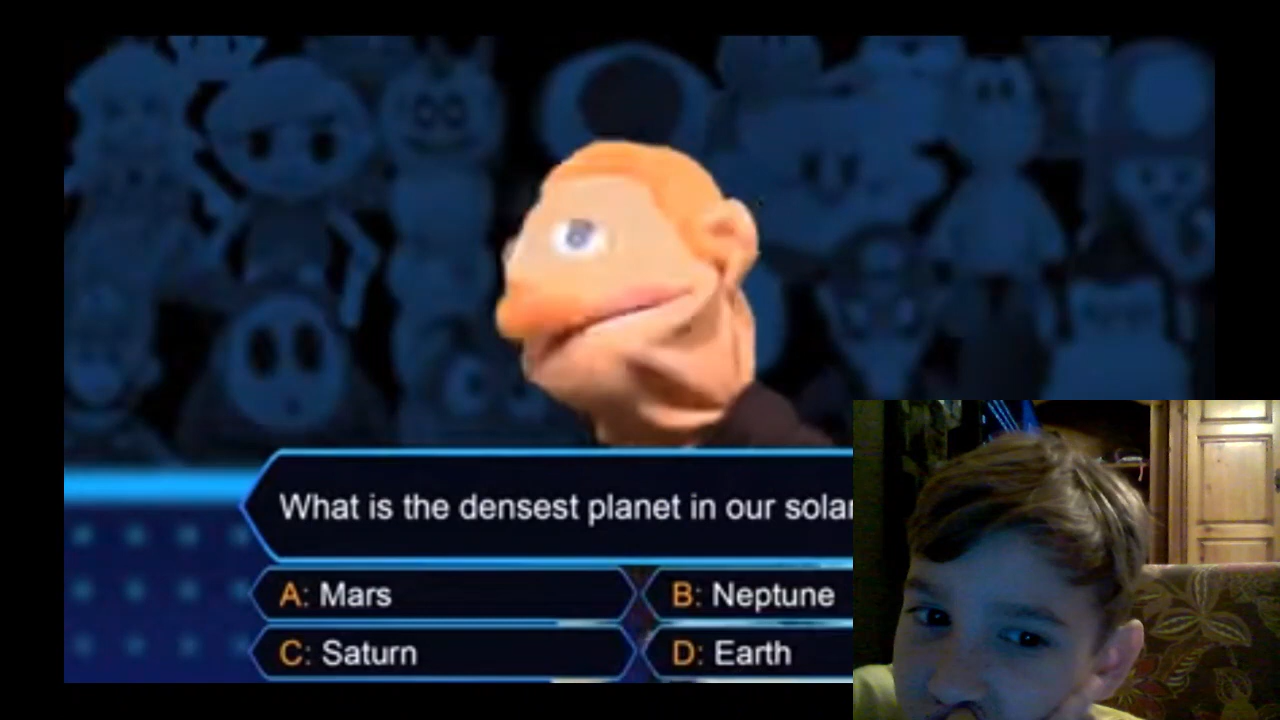 What is the densest planet in our solar
A: Mars
B: Neptune
C: Saturn
D: Earth